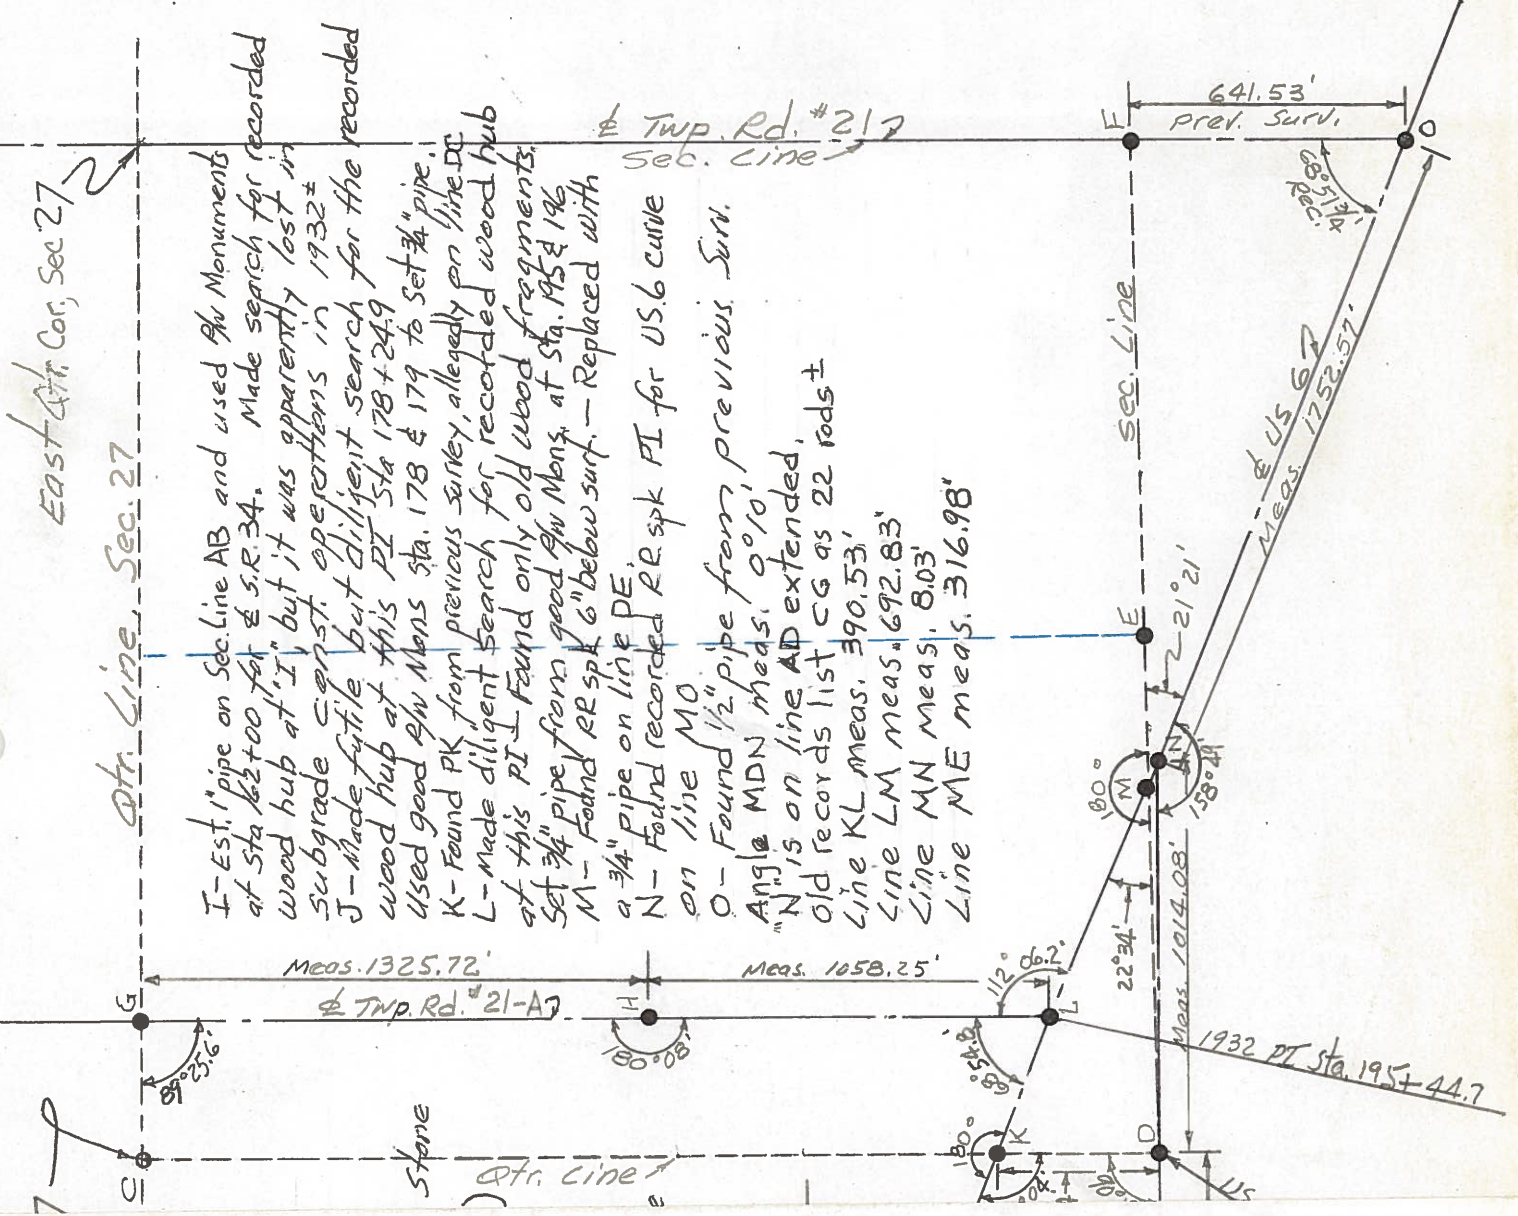 East Qtr. Cor., Sec 27
Qtr. Line, Sec. 27
I - Est. 1" pipe on Sec. Line AB and used R/W Monuments
at Sta 162+00 for ℄ S.R. 34. Made search for recorded
wood hub at "I", but it was apparently lost in
subgrade const. operations in 1932±
J - Made futile but diligent search for the recorded
wood hub at this PI Sta 178+24.9
used good R/W Mons Sta. 178 & 179 to set ¾" pipe.
K - Found PK from previous survey, allegedly on line DC
L - Made diligent search for recorded wood hub
at this PI - Found only old wood fragments.
Set ¾" pipe from good R/W Mons. at Sta. 195 & 196
M - Found RR spk 6" below surf. - Replaced with
a ¾" pipe on line DE.
N - Found recorded RR spk PI for US.6 curve
on line MO
O - Found ½" pipe from previous Surv.
Angle MDN meas. 0°10'
"N" is on line AD extended.
Old records list CG as 22 rods±
Line KL meas. 390.53'
Line LM meas. 692.83'
Line MN meas. 8.03'
Line ME meas. 316.98'
℄ Twp. Rd. #21
Sec. Line
641.53'
Prev. Surv.
F
O
68°51¾'
Rec.
Sec. Line
℄ US 6
Meas. 1752.57'
E
21°21'
180°
M
N
158°49'
22°34'
Meas. 1014.08'
Meas. 1325.72'
Meas. 1058.25'
℄ Twp. Rd. #21-A
G
H
L
89°25.6'
180°08'
112°06.2'
68°54.8'
1932 PI Sta. 195+44.7
C
Stone
Qtr. Line
180°
K
D
US